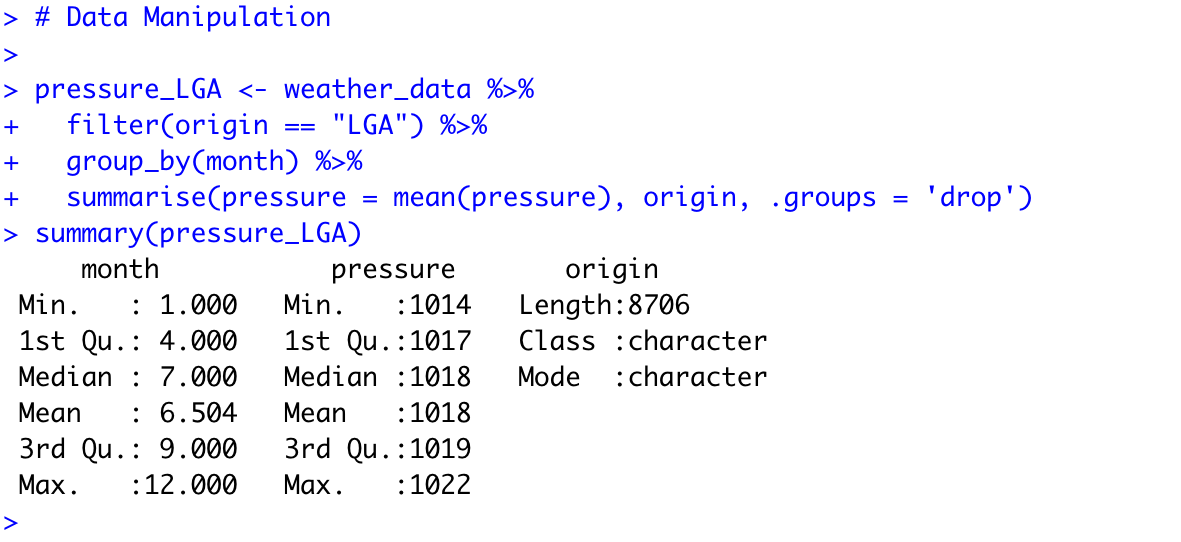 > # Data Manipulation
>
> pressure_LGA <- weather_data %>%
+   filter(origin == "LGA") %>%
+   group_by(month) %>%
+   summarise(pressure = mean(pressure), origin, .groups = 'drop')
> summary(pressure_LGA)
     month           pressure       origin
 Min.   : 1.000   Min.   :1014   Length:8706
 1st Qu.: 4.000   1st Qu.:1017   Class :character
 Median : 7.000   Median :1018   Mode  :character
 Mean   : 6.504   Mean   :1018
 3rd Qu.: 9.000   3rd Qu.:1019
 Max.   :12.000   Max.   :1022
>